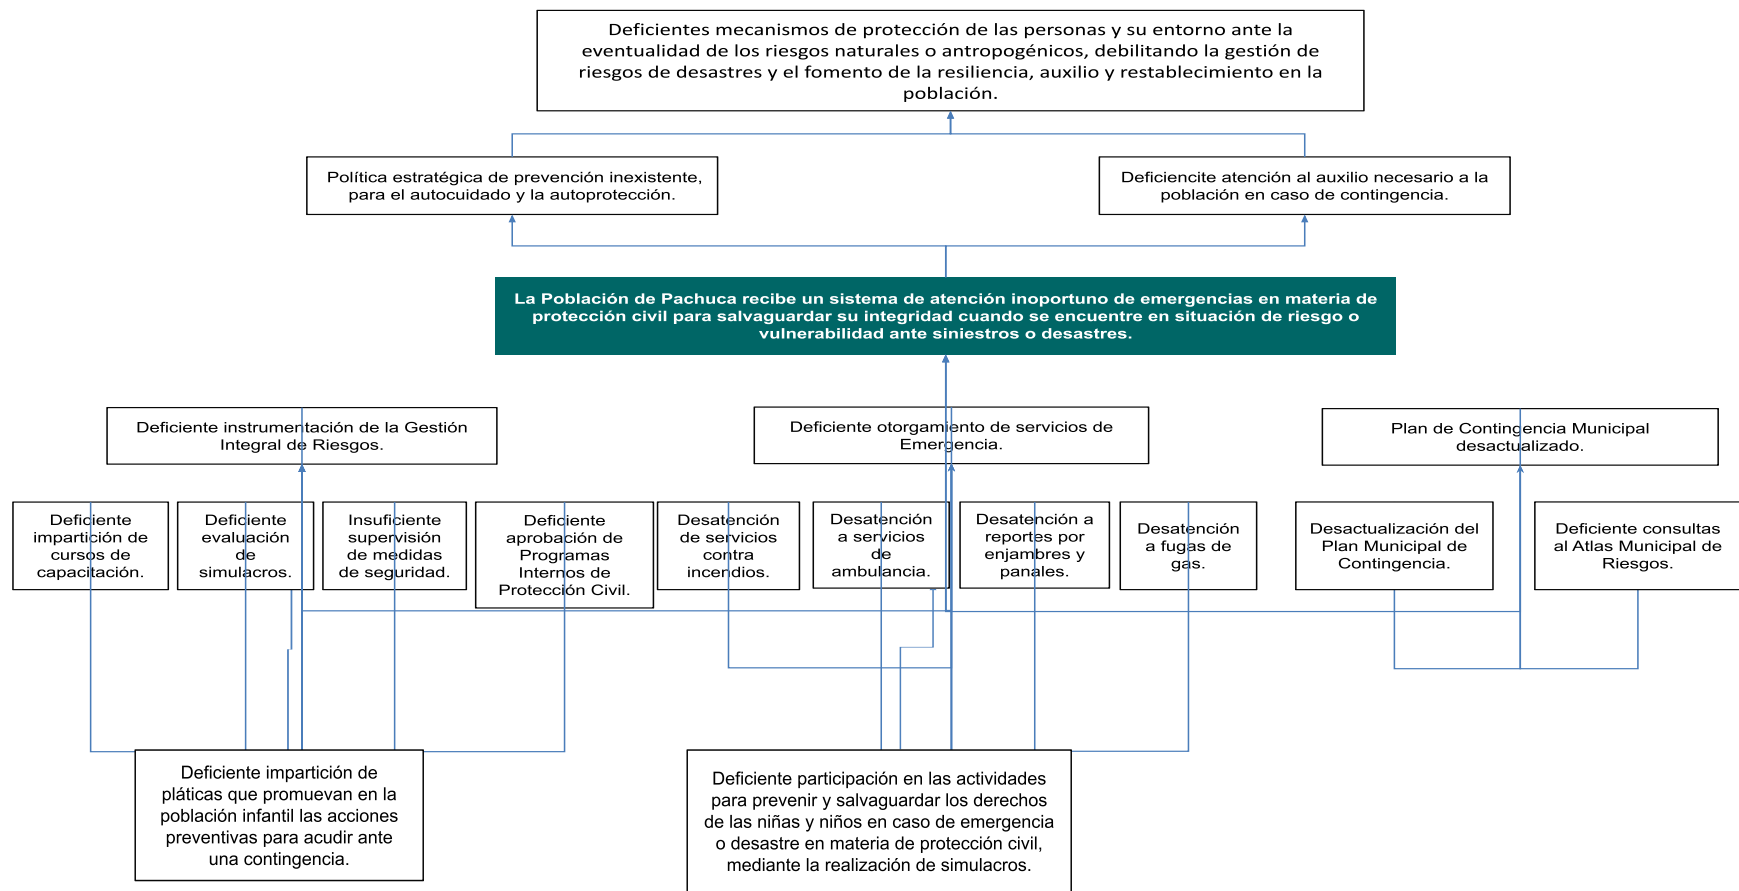 Deficientes mecanismos de protección de las personas y su entorno ante la
eventualidad de los riesgos naturales o antropogénicos, debilitando la gestión de
riesgos de desastres y el fomento de la resiliencia, auxilio y restablecimiento en la
población.
Política estratégica de prevención inexistente,
para el autocuidado y la autoprotección.
Deficiencite atención al auxilio necesario a la
población en caso de contingencia.
La Población de Pachuca recibe un sistema de atención inoportuno de emergencias en materia de
protección civil para salvaguardar su integridad cuando se encuentre en situación de riesgo o
vulnerabilidad ante siniestros o desastres.
Deficiente instrumentación de la Gestión
Integral de Riesgos.
Deficiente otorgamiento de servicios de
Emergencia.
Plan de Contingencia Municipal
desactualizado.
Deficiente
impartición de
cursos de
capacitación.
Deficiente
evaluación
de
simulacros.
Insuficiente
supervisión
de medidas
de seguridad.
Deficiente
aprobación de
Programas
Internos de
Protección Civil.
Desatención
de servicios
contra
incendios.
Desatención
a servicios
de
ambulancia.
Desatención a
reportes por
enjambres y
panales.
Desatención
a fugas de
gas.
Desactualización del
Plan Municipal de
Contingencia.
Deficiente consultas
al Atlas Municipal de
Riesgos.
Deficiente impartición de
pláticas que promuevan en la
población infantil las acciones
preventivas para acudir ante
una contingencia.
Deficiente participación en las actividades
para prevenir y salvaguardar los derechos
de las niñas y niños en caso de emergencia
o desastre en materia de protección civil,
mediante la realización de simulacros.